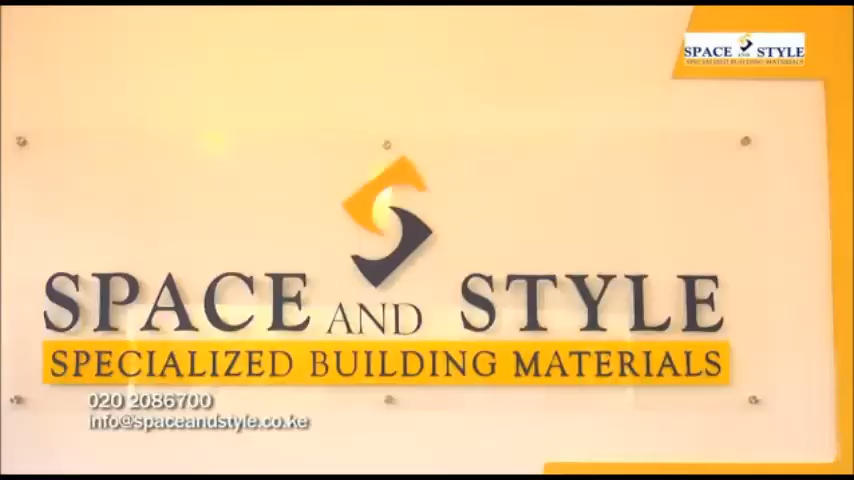 SPACE AND STYLE
SPECIALIZED BUILDING MATERIALS
SPACE AND STYLE
SPECIALIZED BUILDING MATERIALS
020 2086700
info@spaceandstyle.co.ke